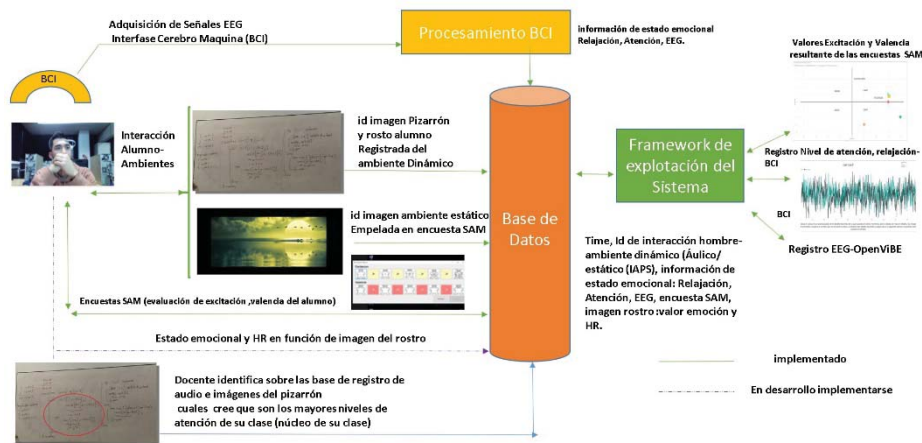 Adquisición de Señales EEG
Interfase Cerebro Maquina (BCI)
Procesamiento BCI
información de estado emocional
Relajación, Atención, EEG.
Valores Excitación y Valencia
resultante de las encuestas SAM
BCI
Interacción
Alumno-
Ambientes
id imagen Pizarrón
y rosto alumno
Registrada del
ambiente Dinámico
id imagen ambiente estático
Empelada en encuesta SAM
Base de
Datos
Framework de
explotación del
Sistema
Registro Nivel de atención, relajación-
BCI
BCI
Registro EEG-OpenViBE
Time, Id de interacción hombre-
ambiente dinámico (Áulico/
estático (IAPS), información de
estado emocional: Relajación,
Atención, EEG, encuesta SAM,
imagen rostro :valor emoción y
HR.
Encuestas SAM (evaluación de excitación ,valencia del alumno)
Estado emocional y HR en función de imagen del rostro
implementado
En desarrollo implementarse
Docente identifica sobre las base de registro de
audio e imágenes del pizarrón
cuales cree que son los mayores niveles de
atención de su clase (núcleo de su clase)